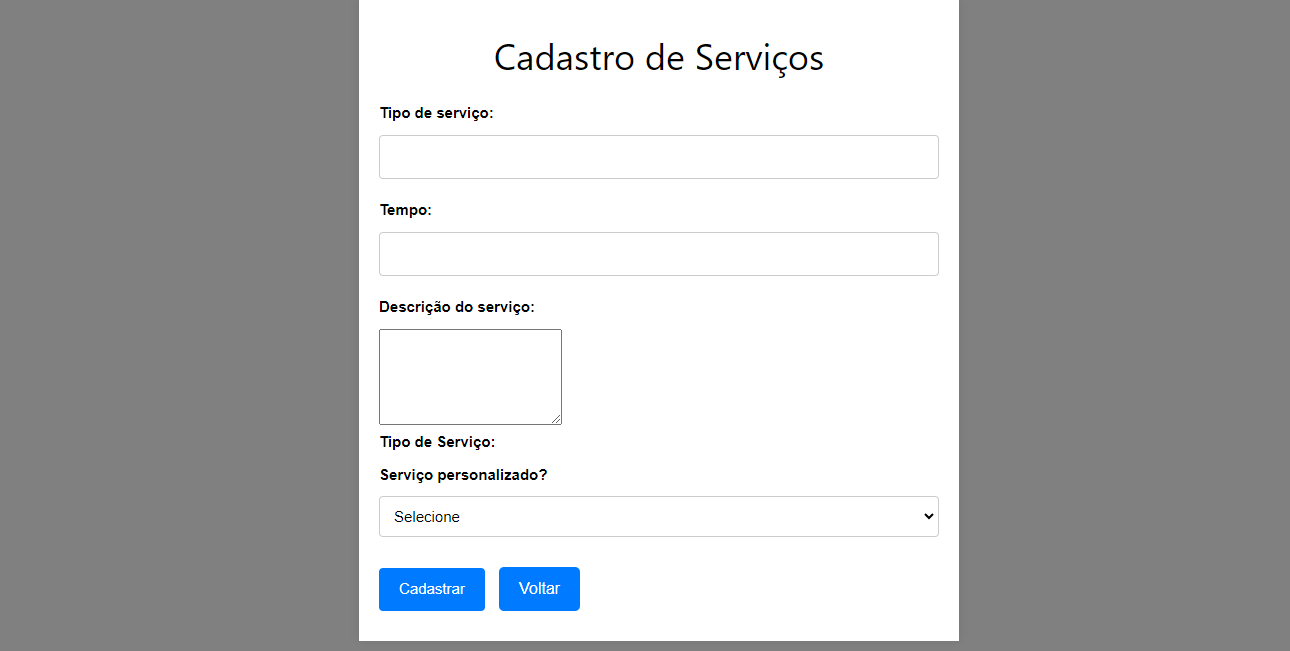 Cadastro de Serviços
Tipo de serviço:
Tempo:
Descrição do serviço:
Tipo de Serviço:
Serviço personalizado?
Selecione
Cadastrar Voltar